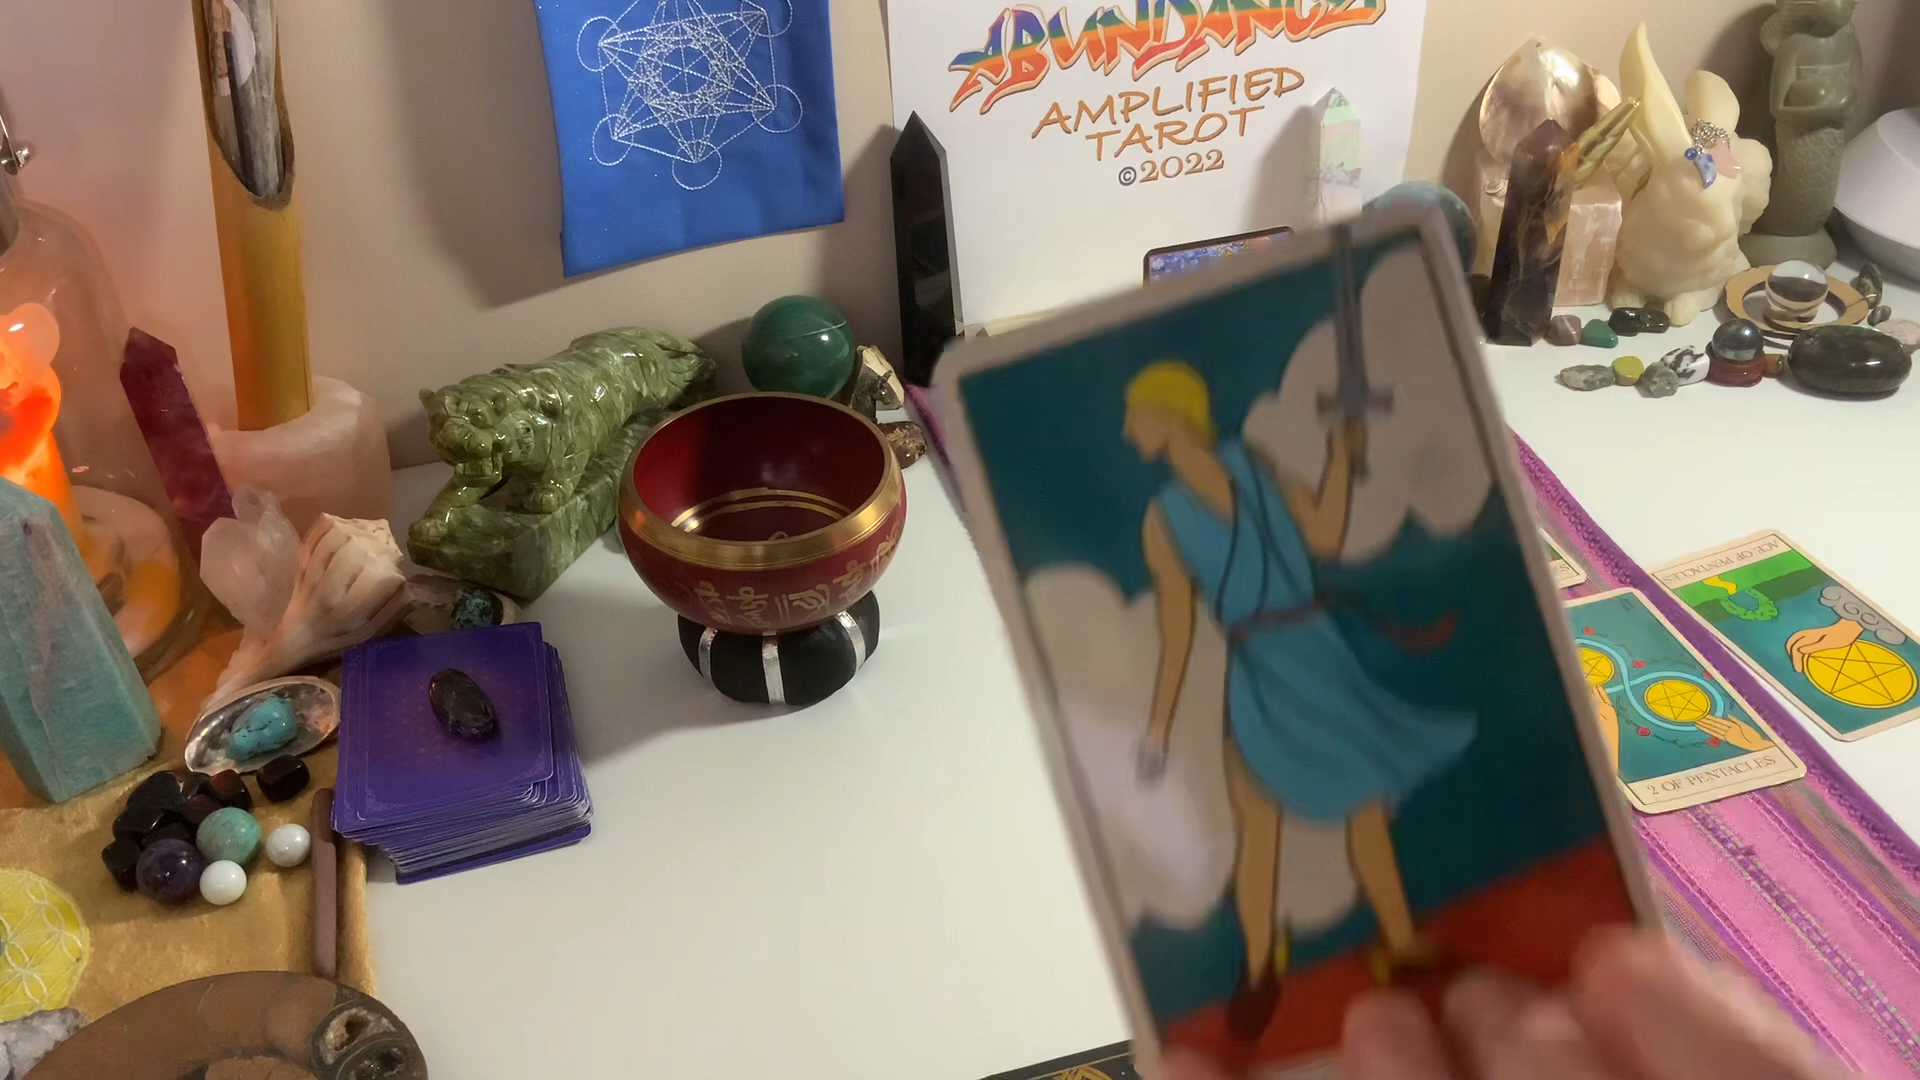 ABUNDANCE
AMPLIFIED
TAROT
©2022
ACE OF PENTACLES
2 OF PENTACLES